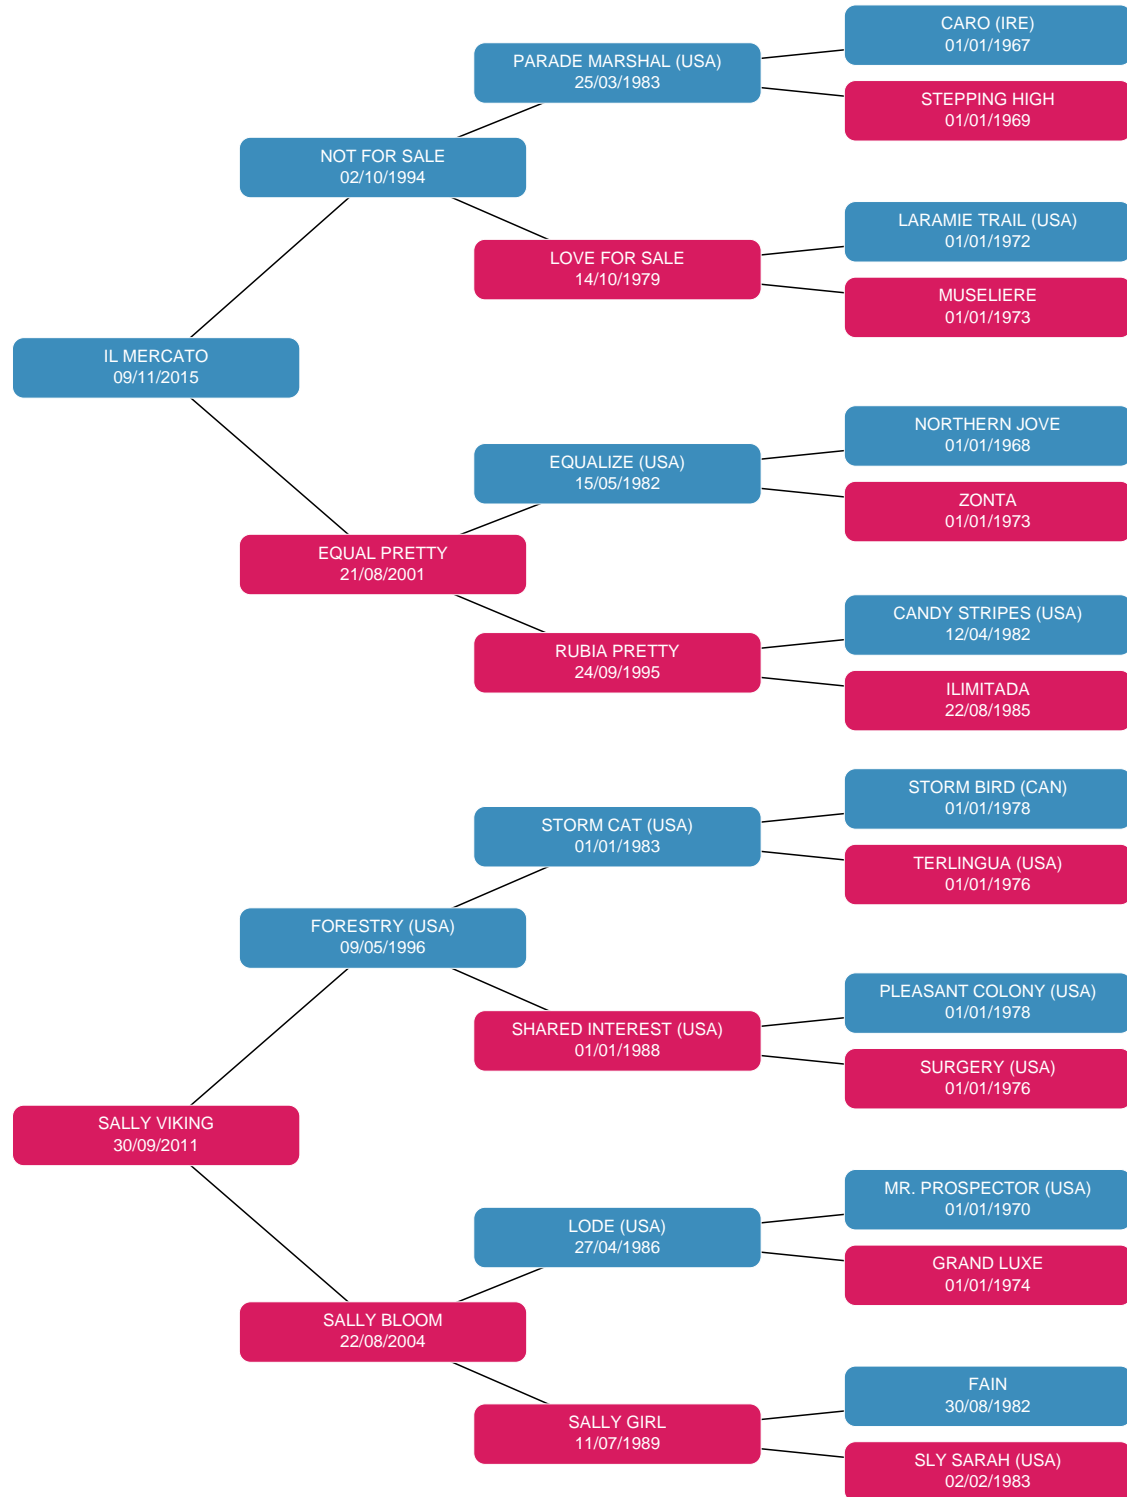 CARO (IRE)
01/01/1967
PARADE MARSHAL (USA)
25/03/1983
STEPPING HIGH
01/01/1969
NOT FOR SALE
02/10/1994
LARAMIE TRAIL (USA)
01/01/1972
LOVE FOR SALE
14/10/1979
MUSELIERE
01/01/1973
IL MERCATO
09/11/2015
NORTHERN JOVE
01/01/1968
EQUALIZE (USA)
15/05/1982
ZONTA
01/01/1973
EQUAL PRETTY
21/08/2001
CANDY STRIPES (USA)
12/04/1982
RUBIA PRETTY
24/09/1995
ILIMITADA
22/08/1985
STORM BIRD (CAN)
01/01/1978
STORM CAT (USA)
01/01/1983
TERLINGUA (USA)
01/01/1976
FORESTRY (USA)
09/05/1996
PLEASANT COLONY (USA)
01/01/1978
SHARED INTEREST (USA)
01/01/1988
SURGERY (USA)
01/01/1976
SALLY VIKING
30/09/2011
MR. PROSPECTOR (USA)
01/01/1970
LODE (USA)
27/04/1986
GRAND LUXE
01/01/1974
SALLY BLOOM
22/08/2004
FAIN
30/08/1982
SALLY GIRL
11/07/1989
SLY SARAH (USA)
02/02/1983